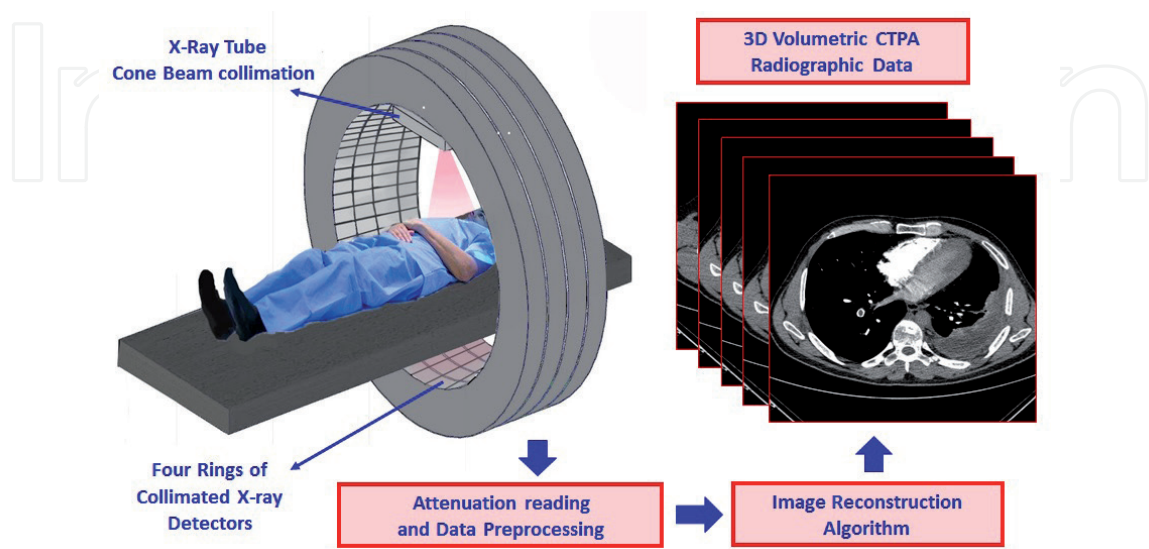 X-Ray Tube
Cone Beam collimation
3D Volumetric CTPA
Radiographic Data
Four Rings of
Collimated X-ray
Detectors
Attenuation reading
and Data Preprocessing
Image Reconstruction
Algorithm